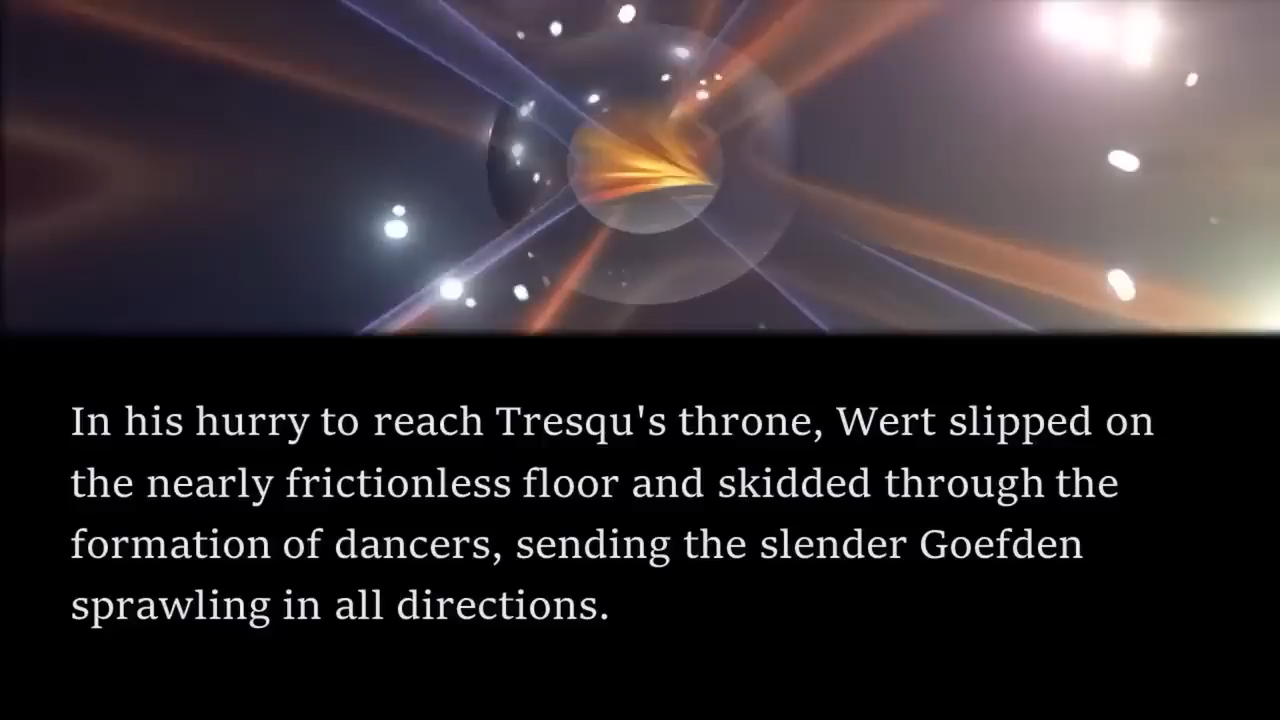 In his hurry to reach Tresqu's throne, Wert slipped on
the nearly frictionless floor and skidded through the
formation of dancers, sending the slender Goefden
sprawling in all directions.